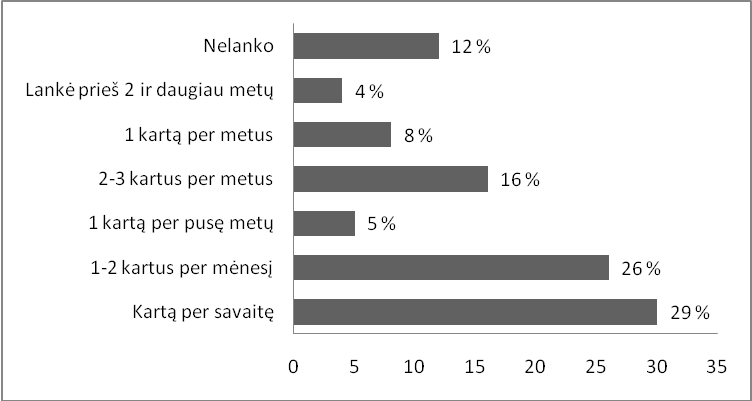 Nelanko 12 %
Lankė prieš 2 ir daugiau metų 4 %
1 kartą per metus 8 %
2-3 kartus per metus 16 %
1 kartą per pusę metų 5 %
1-2 kartus per mėnesį 26 %
Kartą per savaitę 29 %
0 5 10 15 20 25 30 35